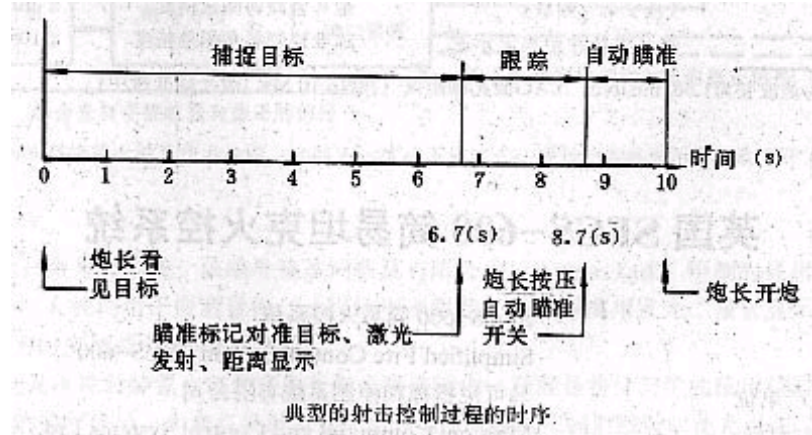 捕捉目标
跟踪
自动瞄准
时间 (s)
0 1 2 3 4 5 6 7 8 9 10
6.7(s)
8.7(s)
炮长看
见目标
瞄准标记对准目标、激光
发射、距离显示
炮长按压
自动瞄准
开关
炮长开炮
典型的射击控制过程的时序